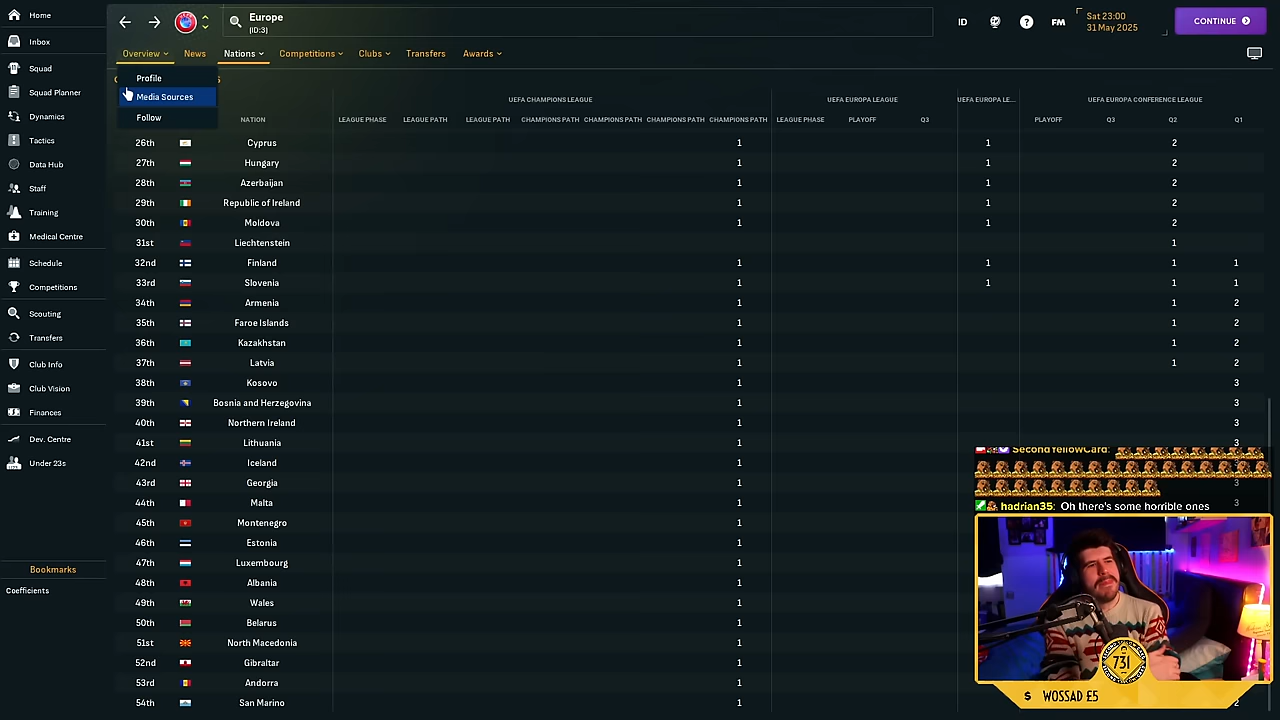 Home
Inbox
Squad
Squad Planner
Dynamics
Tactics
Data Hub
Staff
Training
Medical Centre
Schedule
Competitions
Scouting
Transfers
Club Info
Club Vision
Finances
Dev. Centre
Under 23s
Bookmarks
Coefficients
Europe
(ID:3)
ID
FM
Sat 23:00
31 May 2025
CONTINUE
Overview News Nations Competitions Clubs Transfers Awards
Profile
Media Sources
Follow
UEFA CHAMPIONS LEAGUE UEFA EUROPA LEAGUE UEFA EUROPA LE... UEFA EUROPA CONFERENCE LEAGUE
NATION LEAGUE PHASE LEAGUE PATH LEAGUE PATH CHAMPIONS PATH CHAMPIONS PATH CHAMPIONS PATH CHAMPIONS PATH LEAGUE PHASE PLAYOFF Q3 PLAYOFF Q3 Q2 Q1
26th Cyprus 1 1 2
27th Hungary 1 1 2
28th Azerbaijan 1 1 2
29th Republic of Ireland 1 1 2
30th Moldova 1 1 2
31st Liechtenstein 1
32nd Finland 1 1 1 1
33rd Slovenia 1 1 1 1
34th Armenia 1 1 2
35th Faroe Islands 1 1 2
36th Kazakhstan 1 1 2
37th Latvia 1 1 2
38th Kosovo 1 3
39th Bosnia and Herzegovina 1 3
40th Northern Ireland 1 3
41st Lithuania 1 3
42nd Iceland 1
43rd Georgia 1 3
44th Malta 1 3
45th Montenegro 1
46th Estonia 1
47th Luxembourg 1
48th Albania 1
49th Wales 1
50th Belarus 1
51st North Macedonia 1
52nd Gibraltar 1
53rd Andorra 1
54th San Marino 1 2
SecondYellowCard:
hadrian35: Oh there's some horrible ones
731
$ WOSSAD £5